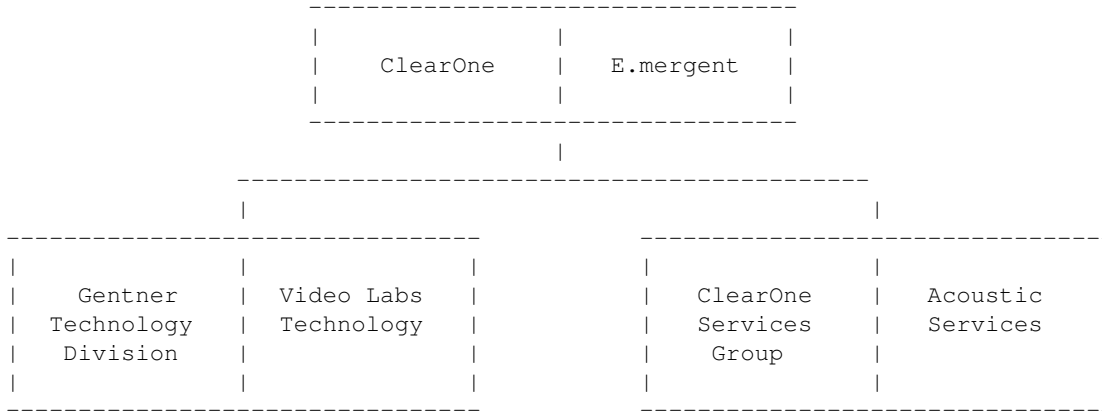 ClearOne E.mergent
Gentner Video Labs ClearOne Acoustic
Technology Technology Services Services
Division Group